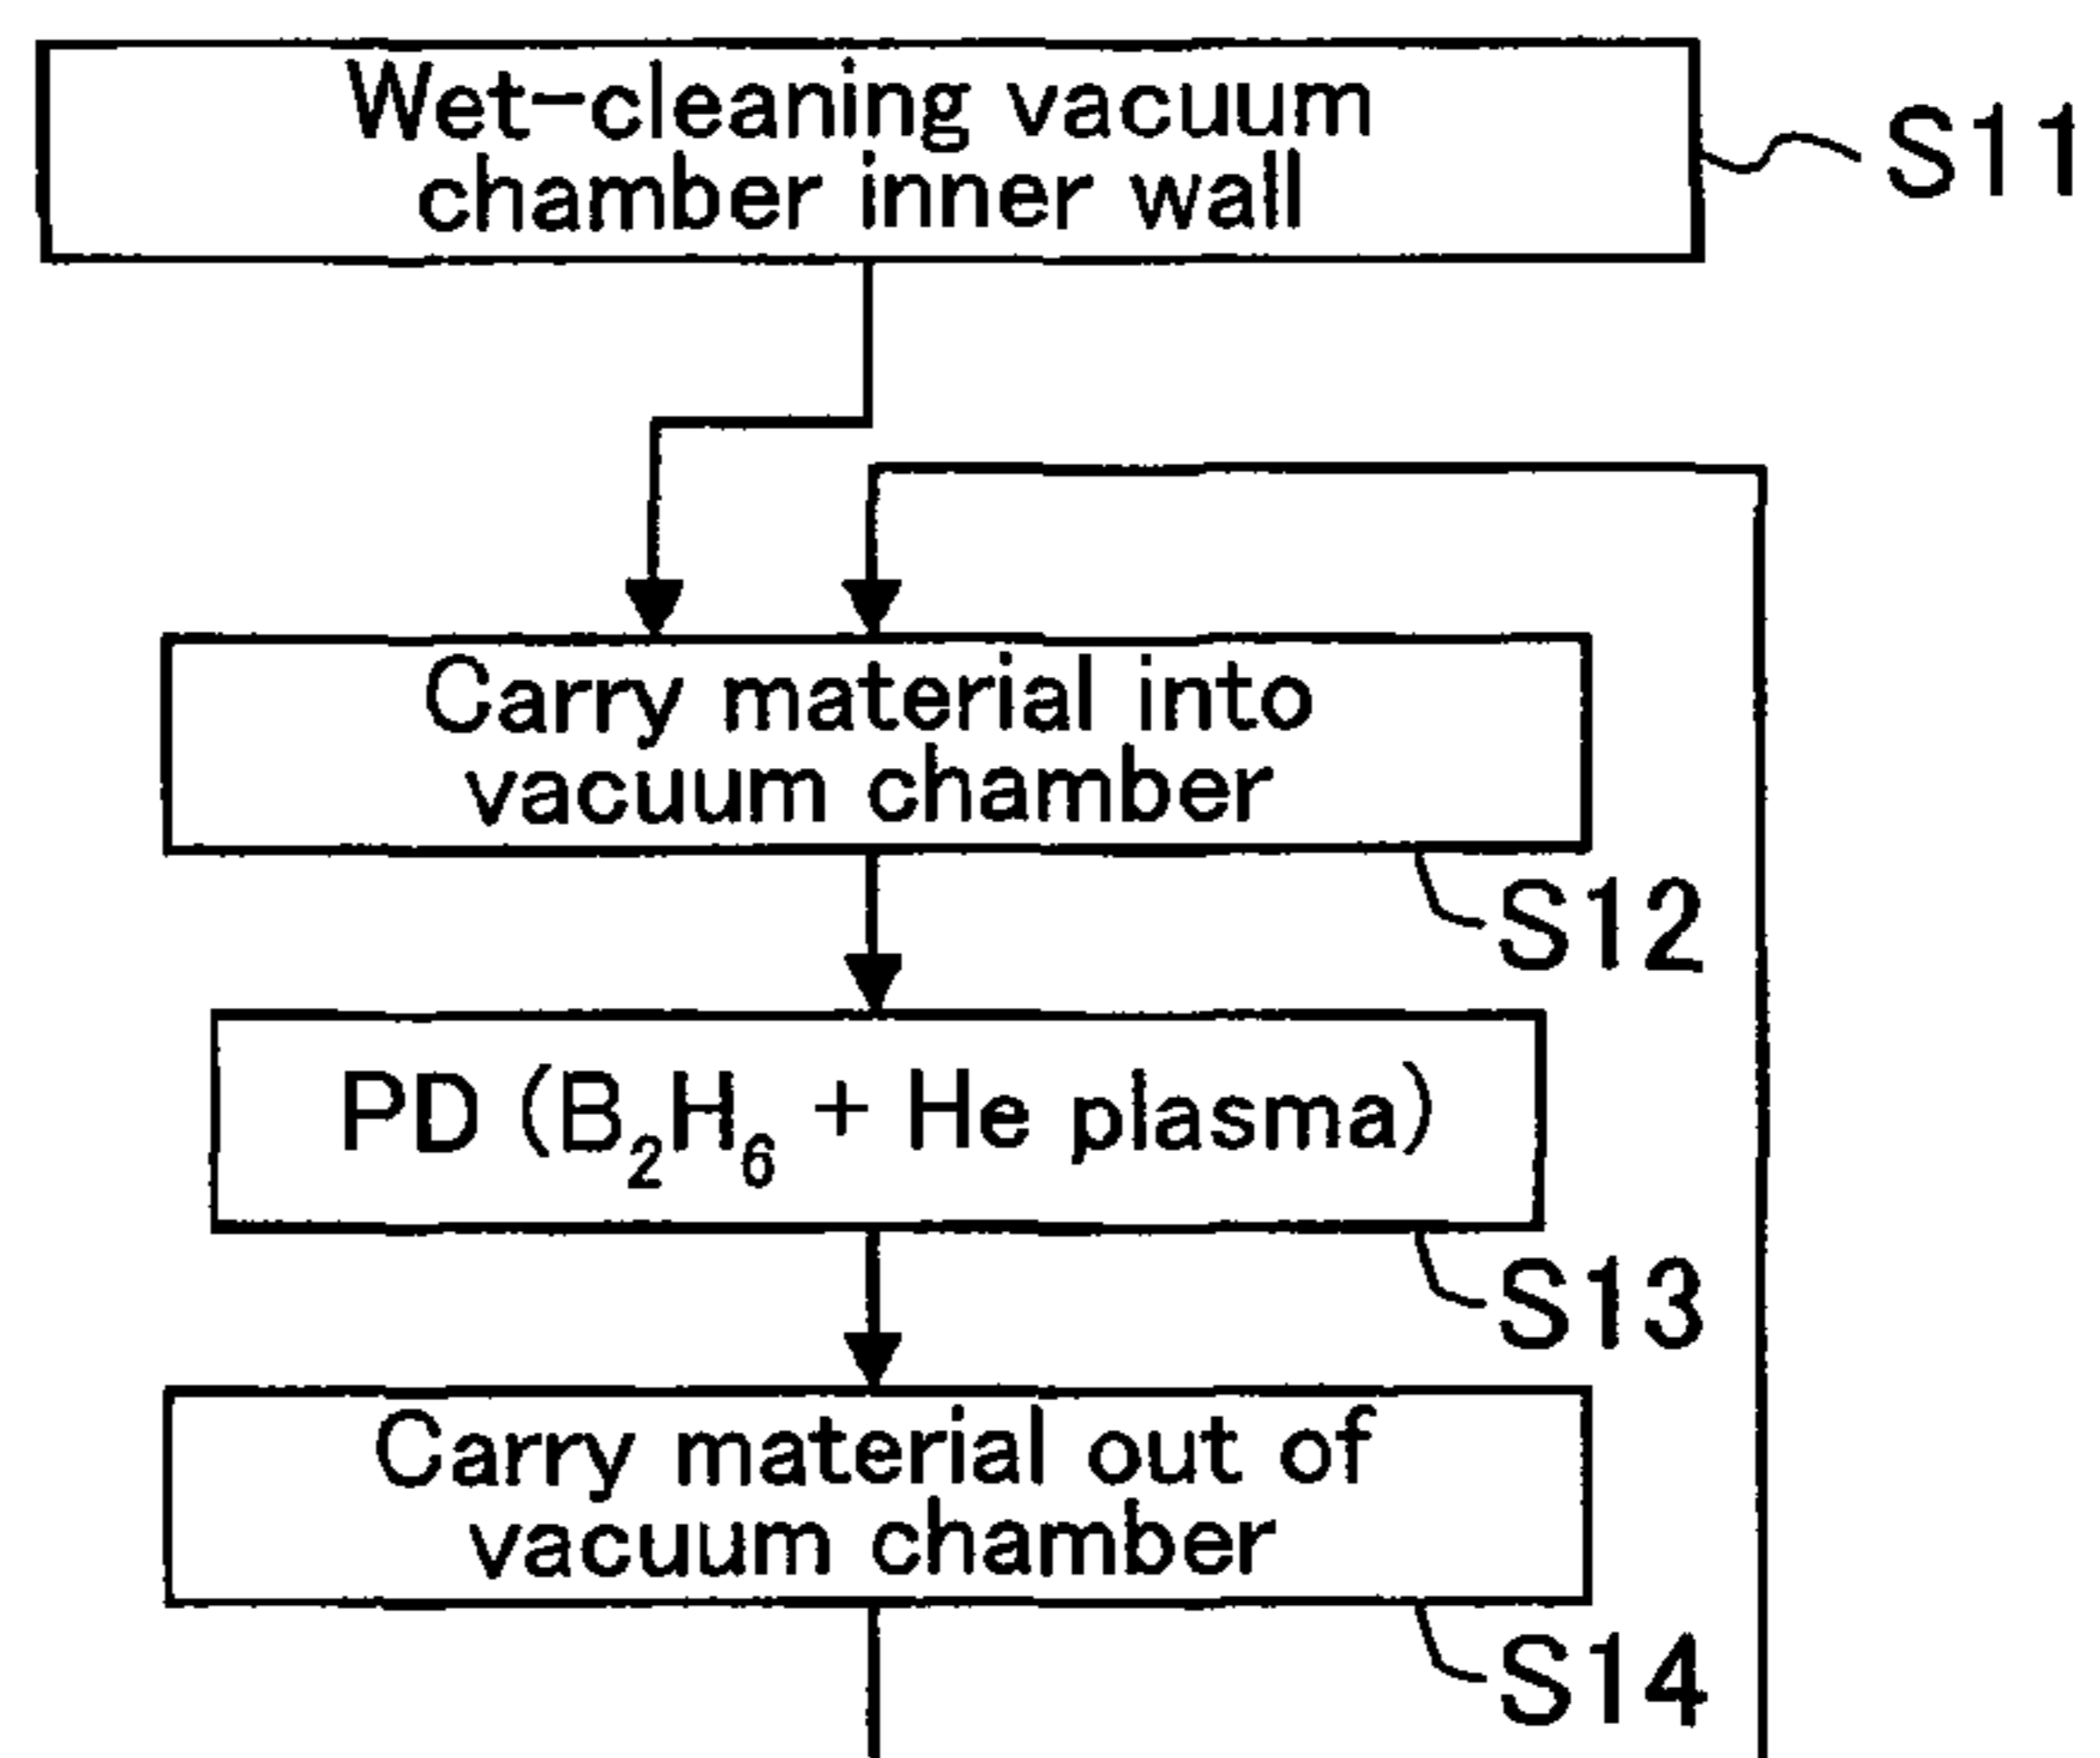 Wet-cleaning vacuum
chamber inner wall
S11
Carry material into
vacuum chamber
S12
PD (B₂H₆ + He plasma)
S13
Carry material out of
vacuum chamber
S14